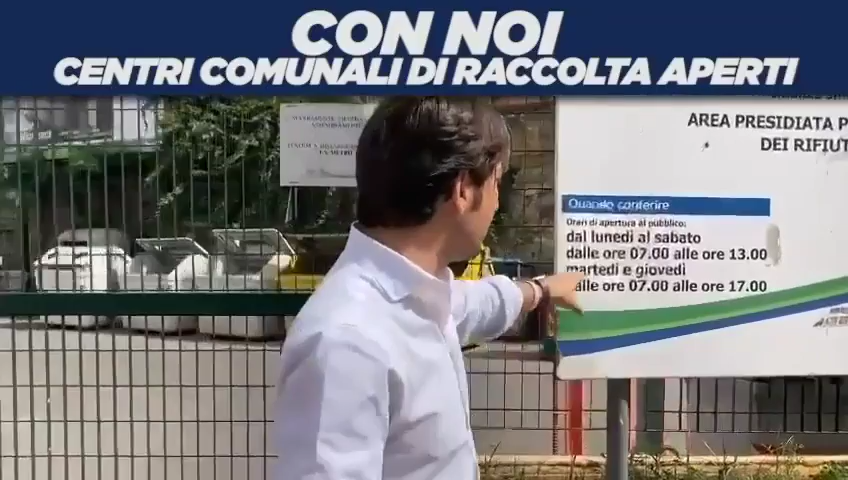 CON NOI
CENTRI COMUNALI DI RACCOLTA APERTI
AREA PRESIDIATA P
DEI RIFIUT
Quando conferire
Orari di apertura al pubblico:
dal lunedì al sabato
dalle ore 07.00 alle ore 13.00
martedì e giovedì
dalle ore 07.00 alle ore 17.00